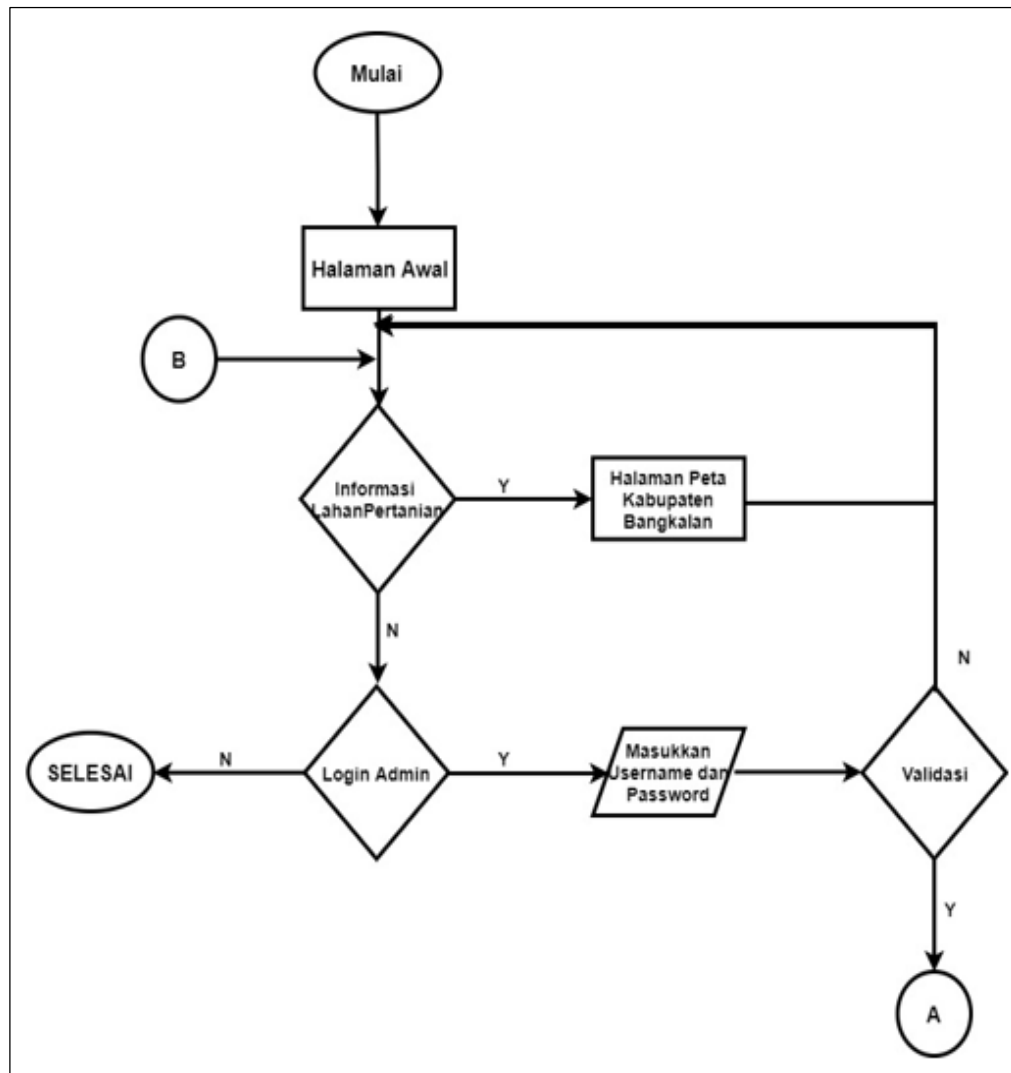 Mulai
Halaman Awal
B
Informasi
LahanPertanian
Y
Halaman Peta
Kabupaten
Bangkalan
N
N
SELESAI
N
Login Admin
Y
Masukkan
Username dan
Password
Validasi
Y
A